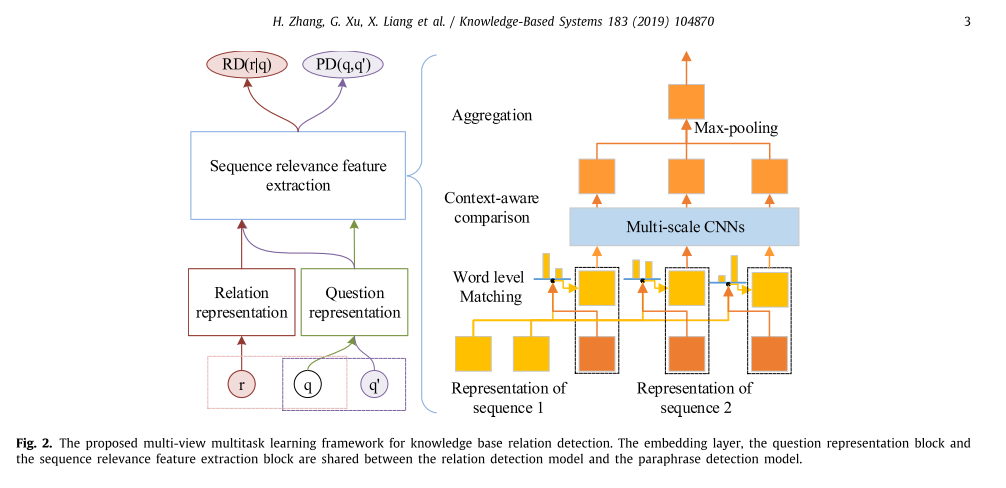 H. Zhang, G. Xu, X. Liang et al. / Knowledge-Based Systems 183 (2019) 104870
3
RD(r|q)
PD(q,q')
Sequence relevance feature
extraction
Relation
representation
Question
representation
r
q
q'
Aggregation
Max-pooling
Context-aware
comparison
Multi-scale CNNs
Word level
Matching
Representation of
sequence 1
Representation of
sequence 2
Fig. 2. The proposed multi-view multitask learning framework for knowledge base relation detection. The embedding layer, the question representation block and
the sequence relevance feature extraction block are shared between the relation detection model and the paraphrase detection model.